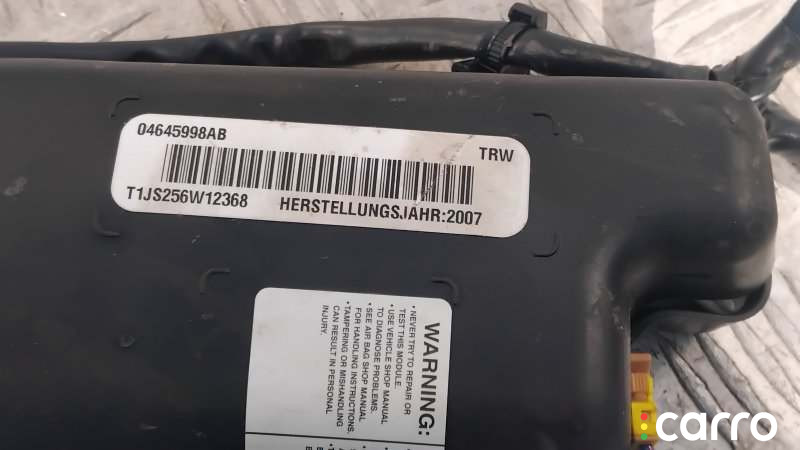 04645998AB
TRW
T1JS256W12368 HERSTELLUNGSJAHR:2007
WARNING:
• NEVER TRY TO REPAIR OR
TEST THIS MODULE.
• USE VEHICLE SHOP MANUAL
TO DIAGNOSE PROBLEMS.
• SEE AIR BAG SHOP MANUAL
FOR HANDLING INSTRUCTIONS.
• TAMPERING OR MISHANDLING
CAN RESULT IN PERSONAL
INJURY.
carro